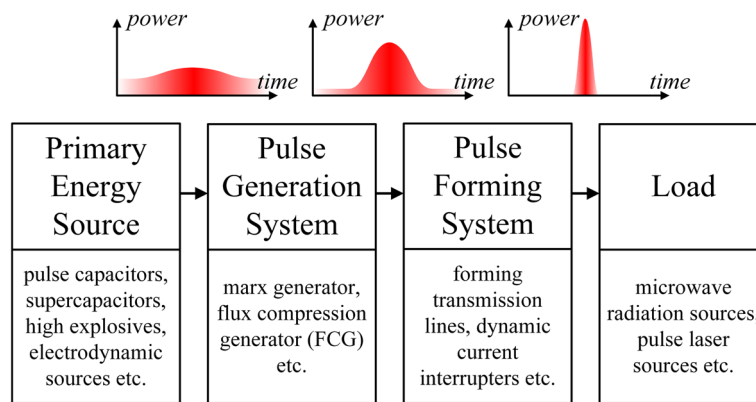 power
time
power
time
power
time
Primary
Energy
Source
pulse capacitors,
supercapacitors,
high explosives,
electrodynamic
sources etc.
Pulse
Generation
System
marx generator,
flux compression
generator (FCG)
etc.
Pulse
Forming
System
forming
transmission
lines, dynamic
current
interrupters etc.
Load
microwave
radiation sources,
pulse laser
sources etc.